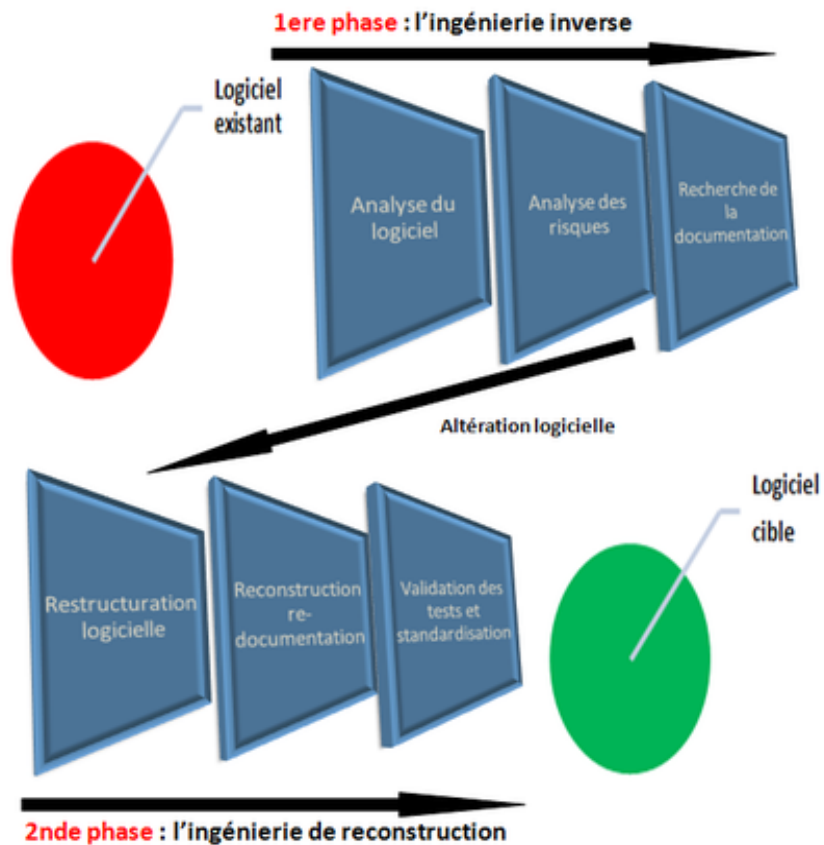 1ere phase : l'ingénierie inverse
Logiciel
existant
Analyse du
logiciel
Analyse des
risques
Recherche de
la
documentation
Altération logicielle
Restructuration
logicielle
Reconstruction
re-
documentation
Validation des
tests et
standardisation
Logiciel
cible
2nde phase : l'ingénierie de reconstruction